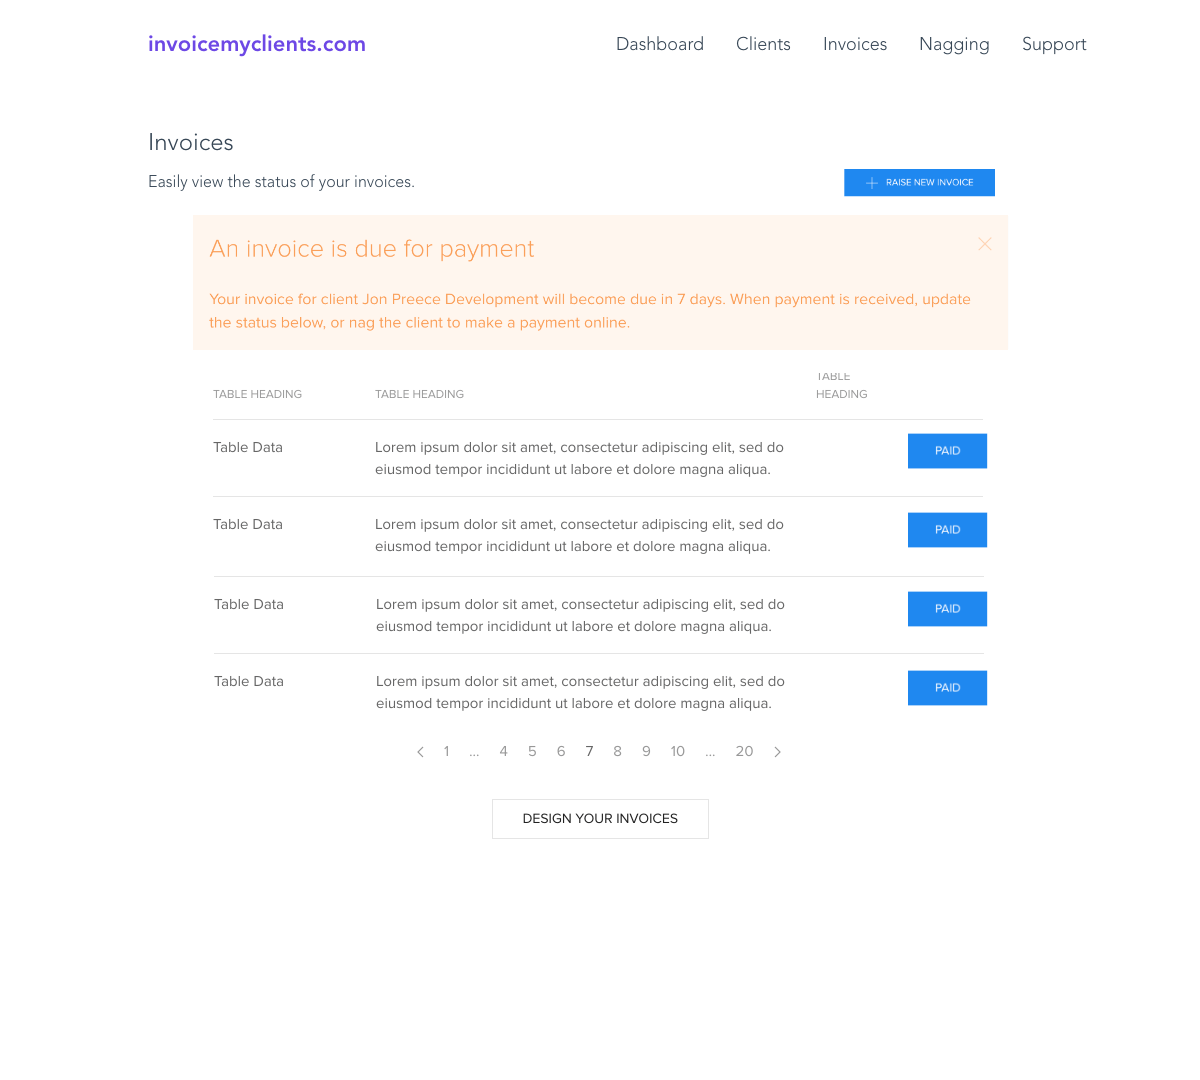 invoicemyclients.com
Dashboard Clients Invoices Nagging Support
Invoices
Easily view the status of your invoices.
RAISE NEW INVOICE
An invoice is due for payment
Your invoice for client Jon Preece Development will become due in 7 days. When payment is received, update
the status below, or nag the client to make a payment online.
TABLE HEADING
TABLE HEADING
TABLE
HEADING
Table Data
Lorem ipsum dolor sit amet, consectetur adipiscing elit, sed do
eiusmod tempor incididunt ut labore et dolore magna aliqua.
PAID
Table Data
Lorem ipsum dolor sit amet, consectetur adipiscing elit, sed do
eiusmod tempor incididunt ut labore et dolore magna aliqua.
PAID
Table Data
Lorem ipsum dolor sit amet, consectetur adipiscing elit, sed do
eiusmod tempor incididunt ut labore et dolore magna aliqua.
PAID
Table Data
Lorem ipsum dolor sit amet, consectetur adipiscing elit, sed do
eiusmod tempor incididunt ut labore et dolore magna aliqua.
PAID
1 ... 4 5 6 7 8 9 10 ... 20
DESIGN YOUR INVOICES